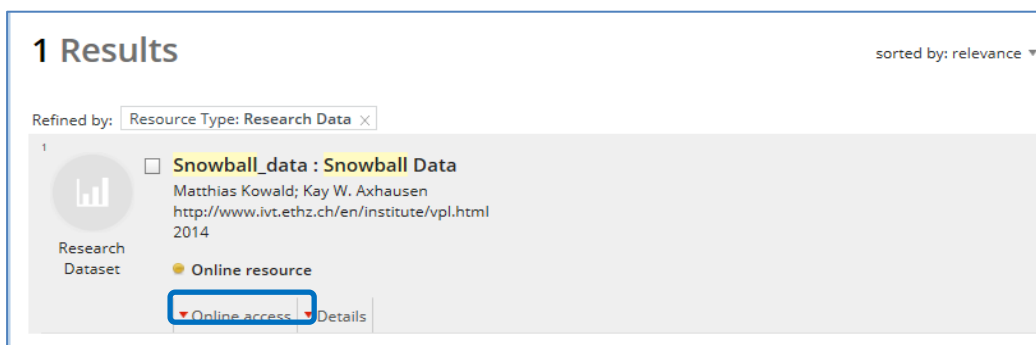 1 Results
sorted by: relevance
Refined by: Resource Type: Research Data ×
1
Snowball_data : Snowball Data
Matthias Kowald; Kay W. Axhausen
http://www.ivt.ethz.ch/en/institute/vpl.html
2014
Research
Dataset
Online resource
Online access Details